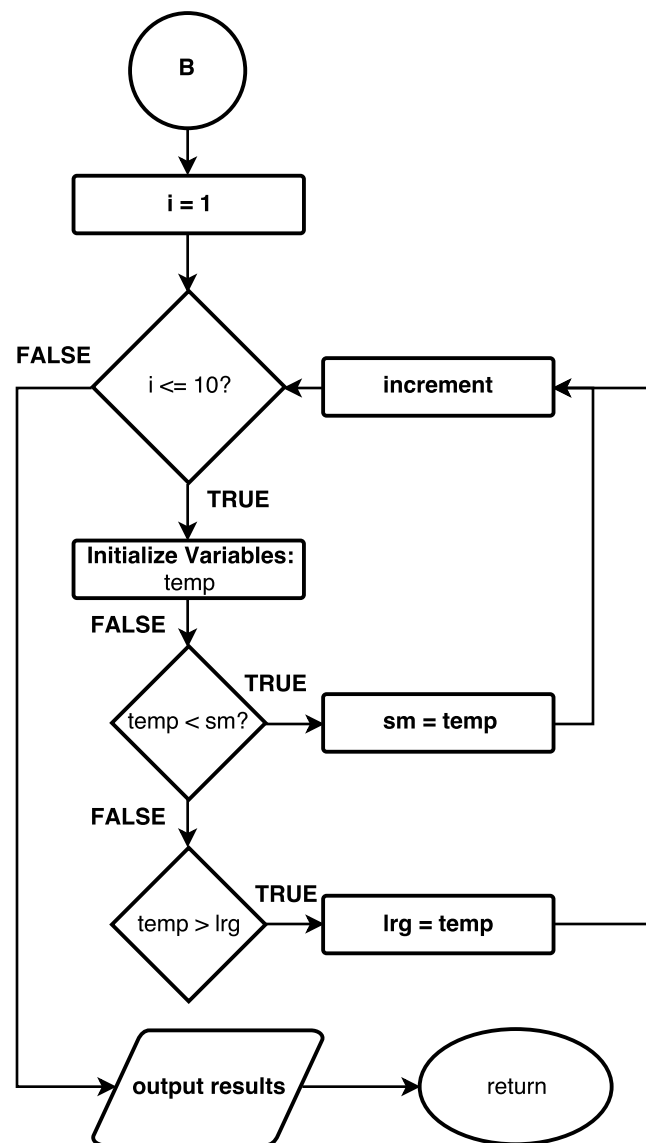 B
i = 1
FALSE
i <= 10?
increment
TRUE
Initialize Variables:
temp
FALSE
TRUE
temp < sm?
sm = temp
FALSE
TRUE
temp > lrg
lrg = temp
output results
return